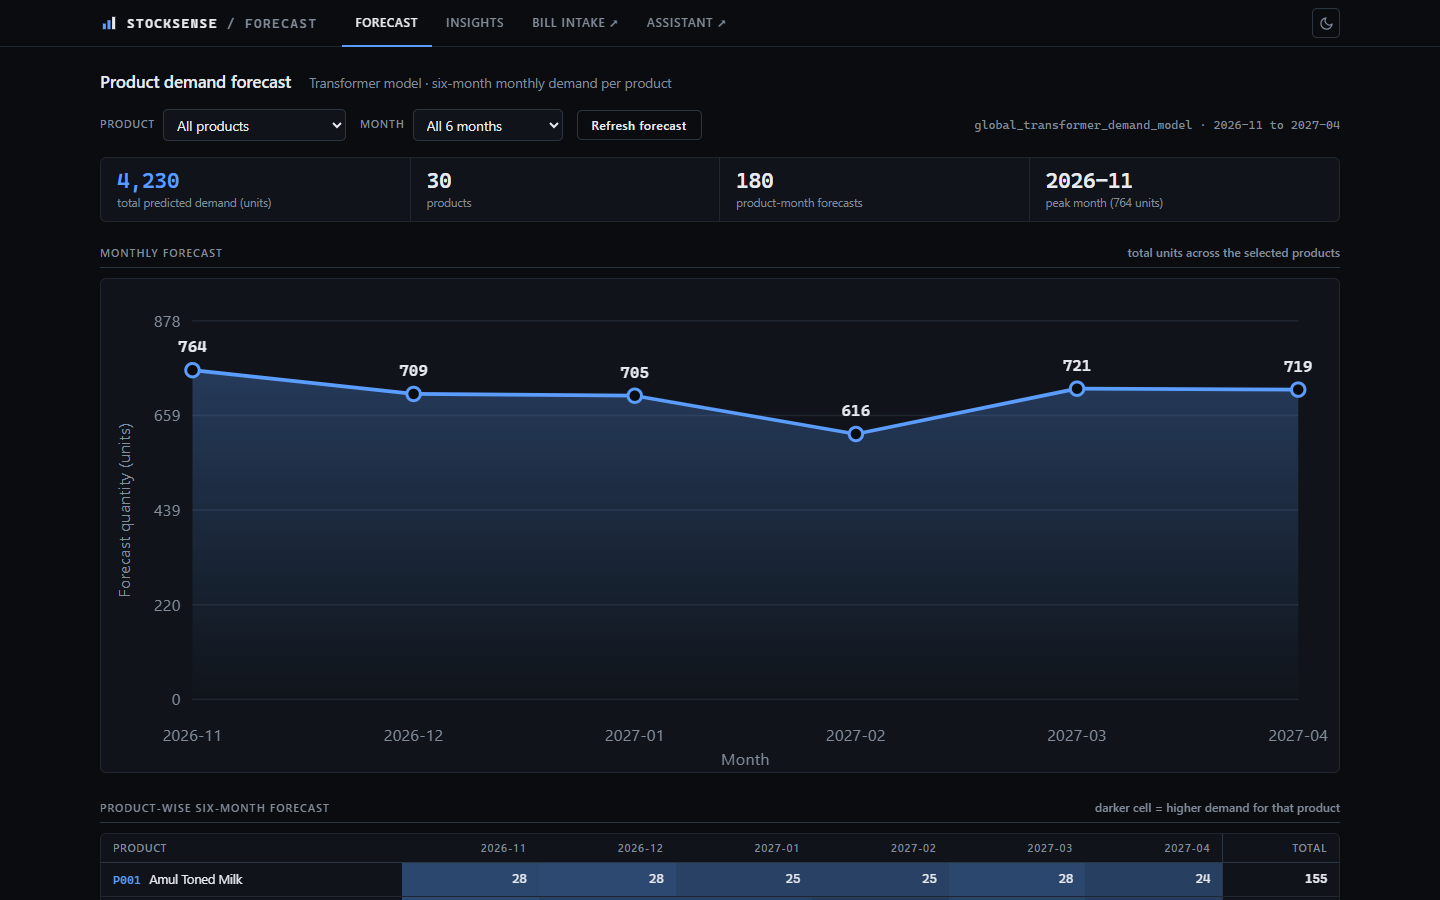 STOCKSENSE / FORECAST FORECAST INSIGHTS BILL INTAKE ↗ ASSISTANT ↗
Product demand forecast Transformer model · six-month monthly demand per product
PRODUCT All products MONTH All 6 months Refresh forecast global_transformer_demand_model · 2026-11 to 2027-04
4,230 30 180 2026-11
total predicted demand (units) products product-month forecasts peak month (764 units)
MONTHLY FORECAST total units across the selected products
878
764
709
705
721
719
659
616
439
220
0
Forecast quantity (units)
2026-11 2026-12 2027-01 2027-02 2027-03 2027-04
Month
PRODUCT-WISE SIX-MONTH FORECAST darker cell = higher demand for that product
PRODUCT 2026-11 2026-12 2027-01 2027-02 2027-03 2027-04 TOTAL
P001 Amul Toned Milk 28 28 25 25 28 24 155